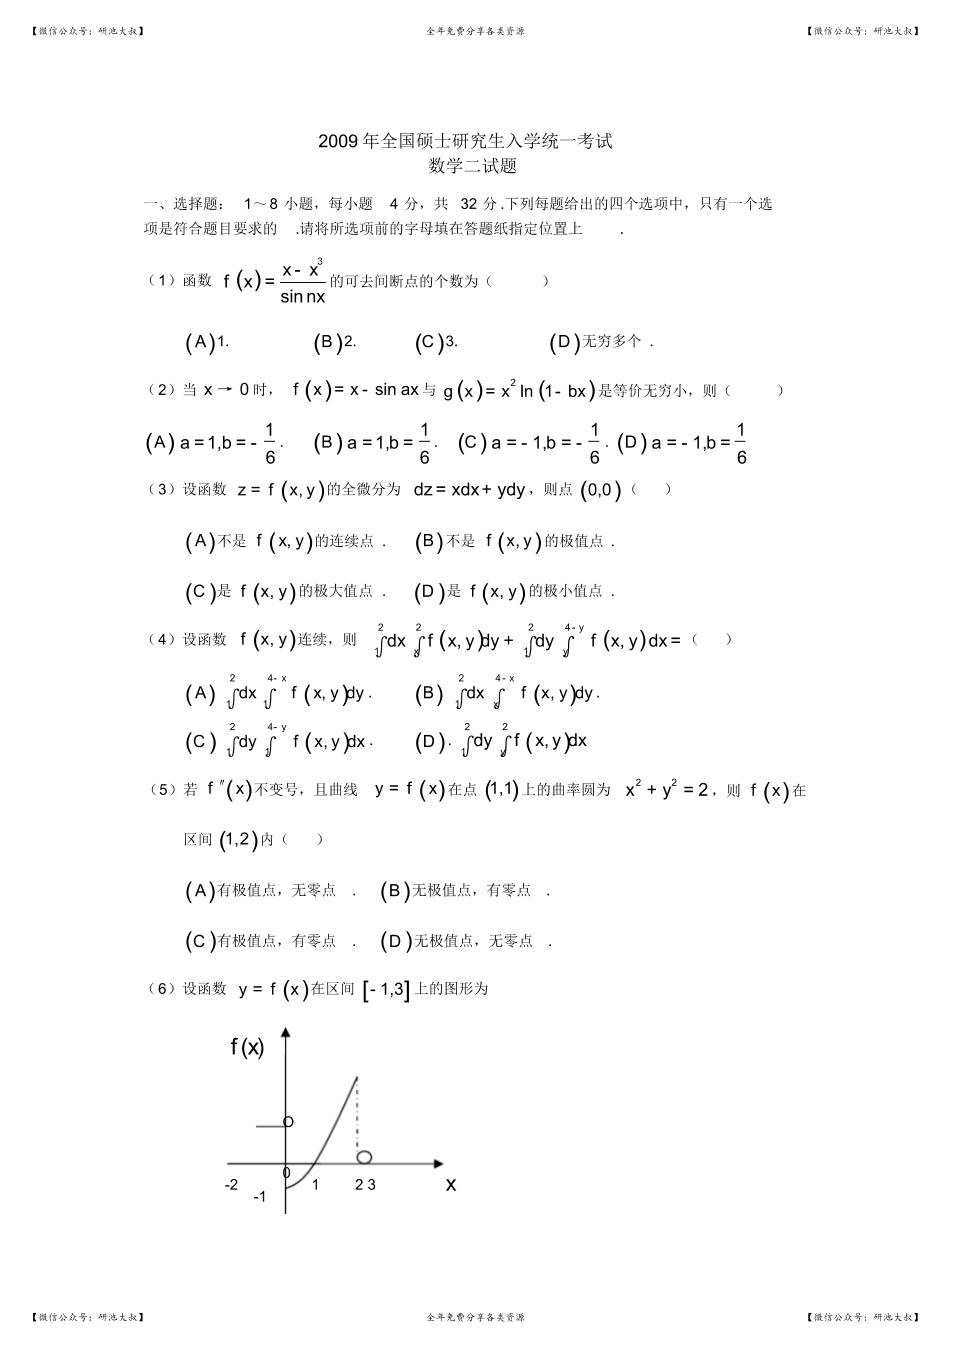 【微信公众号：研池大叔】 全年免费分享各类资源 【微信公众号：研池大叔】
2009 年全国硕士研究生入学统一考试
数学二试题
一、选择题： 1～8 小题，每小题 4 分，共 32 分 .下列每题给出的四个选项中，只有一个选
项是符合题目要求的 .请将所选项前的字母填在答题纸指定位置上 .
（1）函数 f (x) = (x - x³)/(sin nx) 的可去间断点的个数为（ ）
(A) 1. (B) 2. (C) 3. (D) 无穷多个 .
（2）当 x → 0 时， f (x) = x - sin ax 与 g (x) = x² ln (1- bx) 是等价无穷小，则（ ）
(A) a = 1,b = - 1/6 . (B) a = 1,b = 1/6 . (C) a = - 1,b = - 1/6 . (D) a = - 1,b = 1/6
（3）设函数 z = f (x, y) 的全微分为 dz = xdx + ydy ，则点 (0,0)（ ）
(A) 不是 f (x, y) 的连续点 . (B) 不是 f (x, y) 的极值点 .
(C) 是 f (x, y) 的极大值点 . (D) 是 f (x, y) 的极小值点 .
（4）设函数 f (x, y) 连续，则 ∫₁² dx ∫ₓ² f (x, y) dy + ∫₁² dy ∫_y^{4-y} f (x, y) dx = （ ）
(A) ∫₁² dx ∫₁^{4-x} f (x, y) dy . (B) ∫₁² dx ∫ₓ^{4-x} f (x, y) dy .
(C) ∫₁² dy ∫₁^{4-y} f (x, y) dx . (D) . ∫₁² dy ∫_y² f (x, y) dx
（5）若 f ″(x) 不变号，且曲线 y = f (x) 在点 (1,1) 上的曲率圆为 x² + y² = 2 ，则 f (x) 在
区间 (1,2) 内（ ）
(A) 有极值点，无零点 . (B) 无极值点，有零点 .
(C) 有极值点，有零点 . (D) 无极值点，无零点 .
（6）设函数 y = f (x) 在区间 [- 1,3] 上的图形为
f (x)
O
0
-2 -1 1 2 3 x
【微信公众号：研池大叔】 全年免费分享各类资源 【微信公众号：研池大叔】